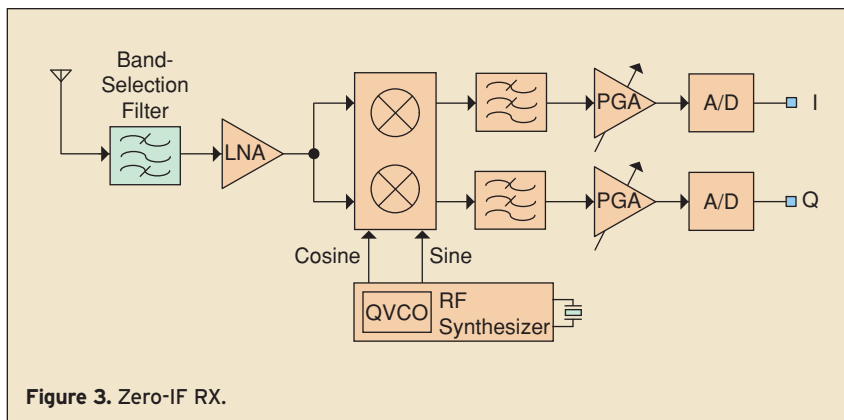 Band-
Selection
Filter
LNA
PGA
A/D
I
PGA
A/D
Q
Cosine
Sine
QVCO
RF
Synthesizer
Figure 3. Zero-IF RX.